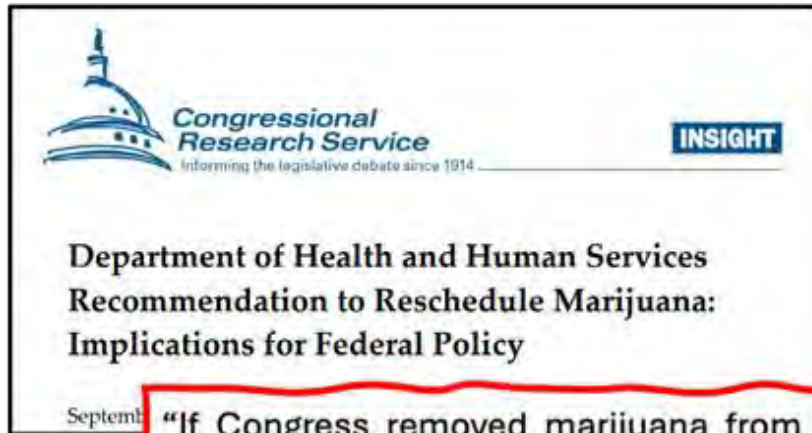 Congressional
Research Service
Informing the legislative debate since 1914
INSIGHT
Department of Health and Human Services
Recommendation to Reschedule Marijuana:
Implications for Federal Policy
Septemb
“If Congress removed marijuana from